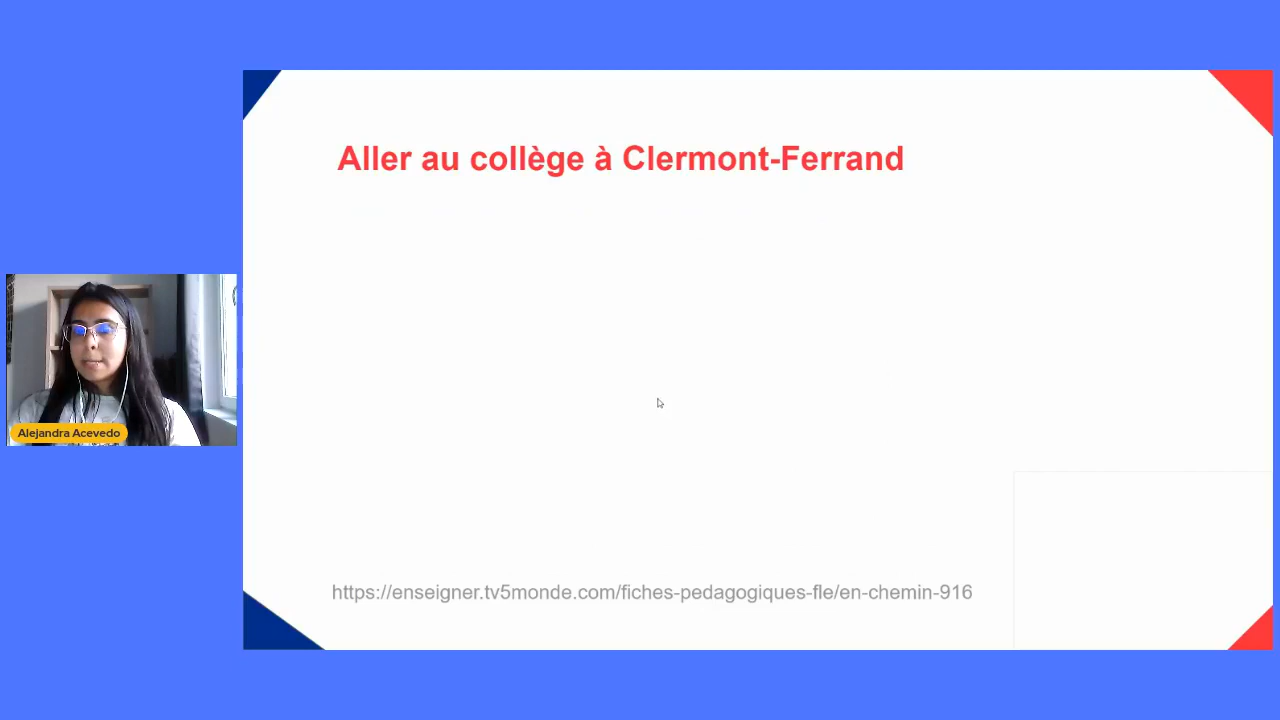 Aller au collège à Clermont-Ferrand
Alejandra Acevedo
https://enseigner.tv5monde.com/fiches-pedagogiques-fle/en-chemin-916